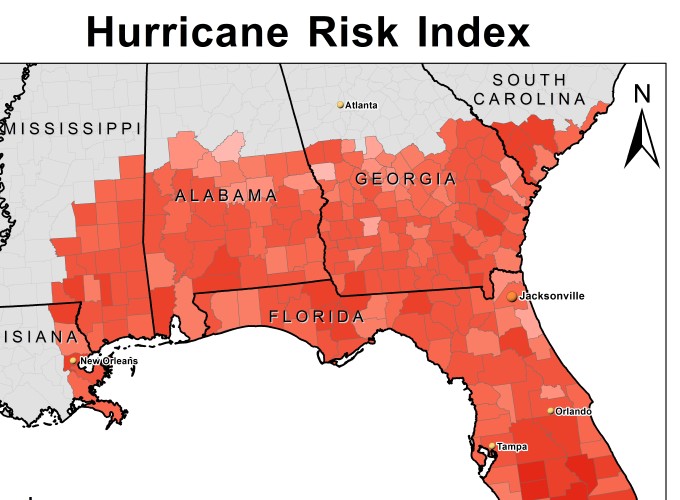 Hurricane Risk Index
SOUTH
CAROLINA
N
Atlanta
MISSISSIPPI
GEORGIA
ALABAMA
Jacksonville
FLORIDA
ISIANA
New Orleans
Orlando
Tampa